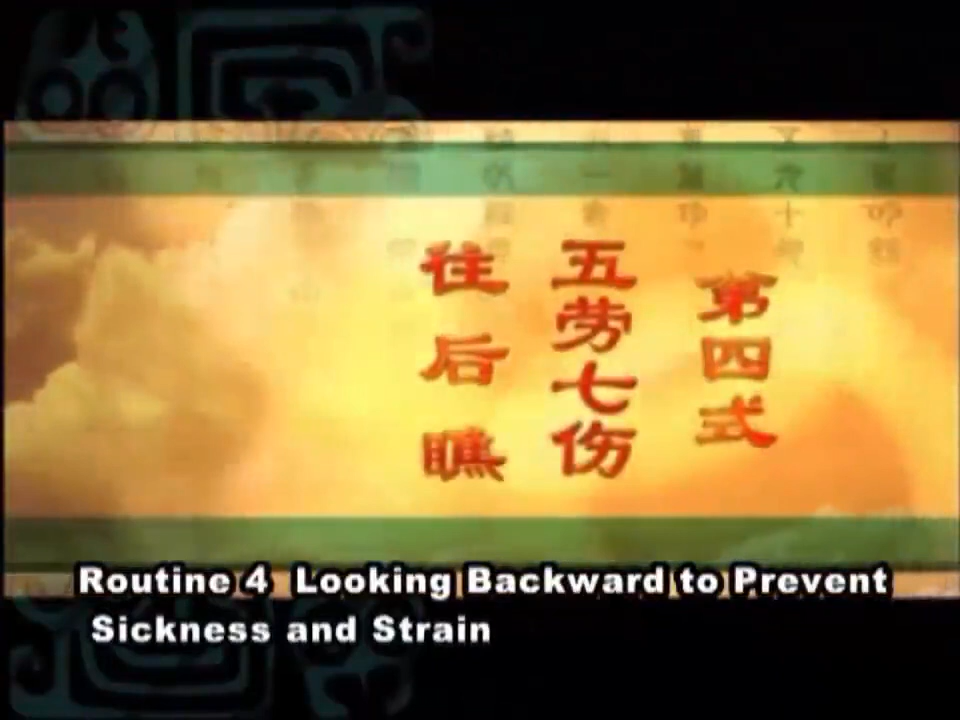 第四式
五劳七伤
往后瞧
Routine 4 Looking Backward to Prevent
Sickness and Strain